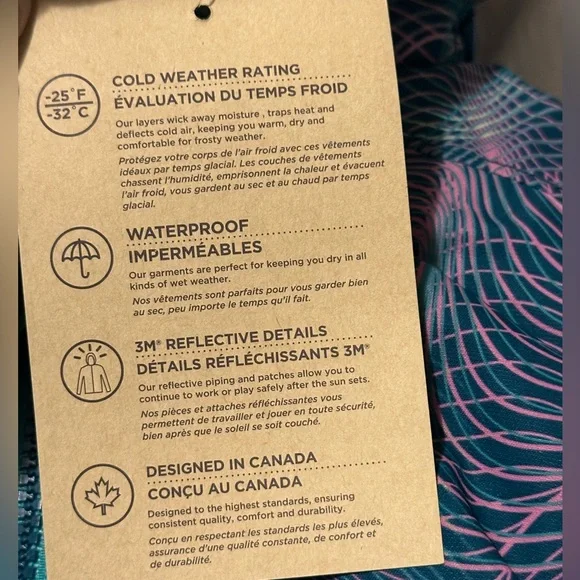 -25°F
-32°C
COLD WEATHER RATING
ÉVALUATION DU TEMPS FROID
Our layers wick away moisture , traps heat and
deflects cold air, keeping you warm, dry and
comfortable for frosty weather.
Protégez votre corps de l'air froid avec ces vêtements
idéaux par temps glacial. Les couches de vêtements
chassent l'humidité, emprisonnent la chaleur et évacuent
l'air froid, vous gardent au sec et au chaud par temps
glacial.
WATERPROOF
IMPERMÉABLES
Our garments are perfect for keeping you dry in all
kinds of wet weather.
Nos vêtements sont parfaits pour vous garder bien
au sec, peu importe le temps qu'il fait.
3M® REFLECTIVE DETAILS
DÉTAILS RÉFLÉCHISSANTS 3M®
Our reflective piping and patches allow you to
continue to work or play safely after the sun sets.
Nos pièces et attaches réfléchissantes vous
permettent de travailler et jouer en toute sécurité,
bien après que le soleil se soit couché.
DESIGNED IN CANADA
CONÇU AU CANADA
Designed to the highest standards, ensuring
consistent quality, comfort and durability.
Conçu en respectant les standards les plus élevés,
assurance d'une qualité constante, de confort et
de durabilité.